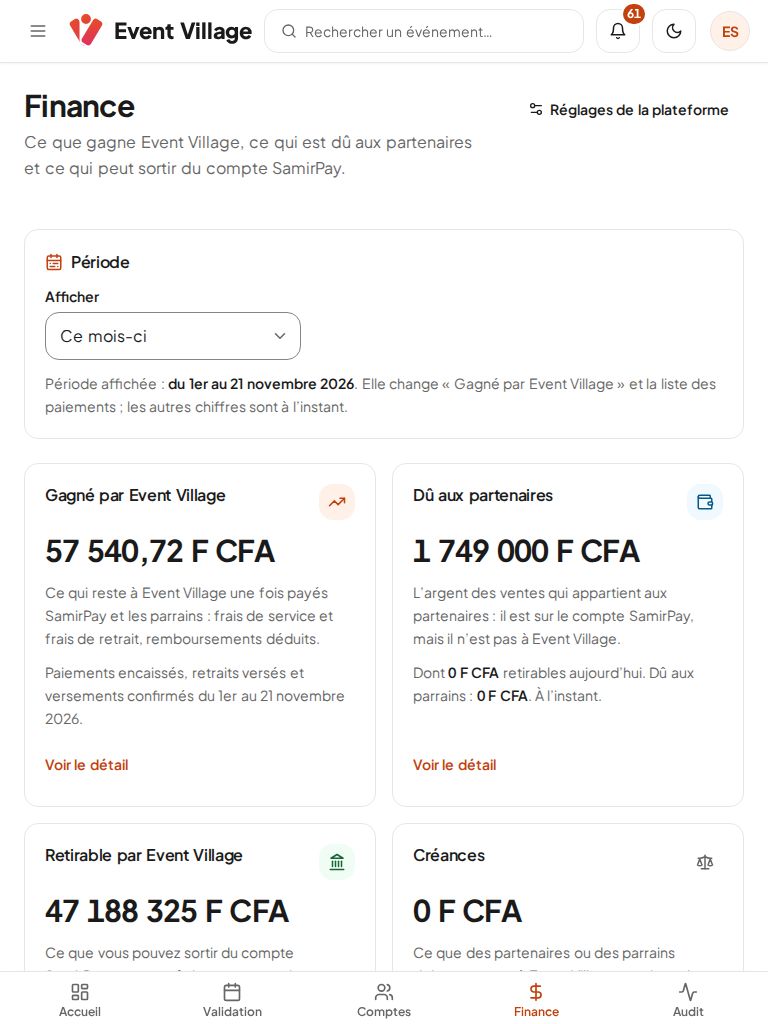 Event Village
Rechercher un événement…
61
ES
Finance
Réglages de la plateforme
Ce que gagne Event Village, ce qui est dû aux partenaires
et ce qui peut sortir du compte SamirPay.
Période
Afficher
Ce mois-ci
Période affichée : du 1er au 21 novembre 2026. Elle change « Gagné par Event Village » et la liste des
paiements ; les autres chiffres sont à l’instant.
Gagné par Event Village
57 540,72 F CFA
Ce qui reste à Event Village une fois payés
SamirPay et les parrains : frais de service et
frais de retrait, remboursements déduits.
Paiements encaissés, retraits versés et
versements confirmés du 1er au 21 novembre
2026.
Voir le détail
Dû aux partenaires
1 749 000 F CFA
L’argent des ventes qui appartient aux
partenaires : il est sur le compte SamirPay,
mais il n’est pas à Event Village.
Dont 0 F CFA retirables aujourd’hui. Dû aux
parrains : 0 F CFA. À l’instant.
Voir le détail
Retirable par Event Village
47 188 325 F CFA
Ce que vous pouvez sortir du compte
Créances
0 F CFA
Ce que des partenaires ou des parrains
Accueil
Validation
Comptes
Finance
Audit